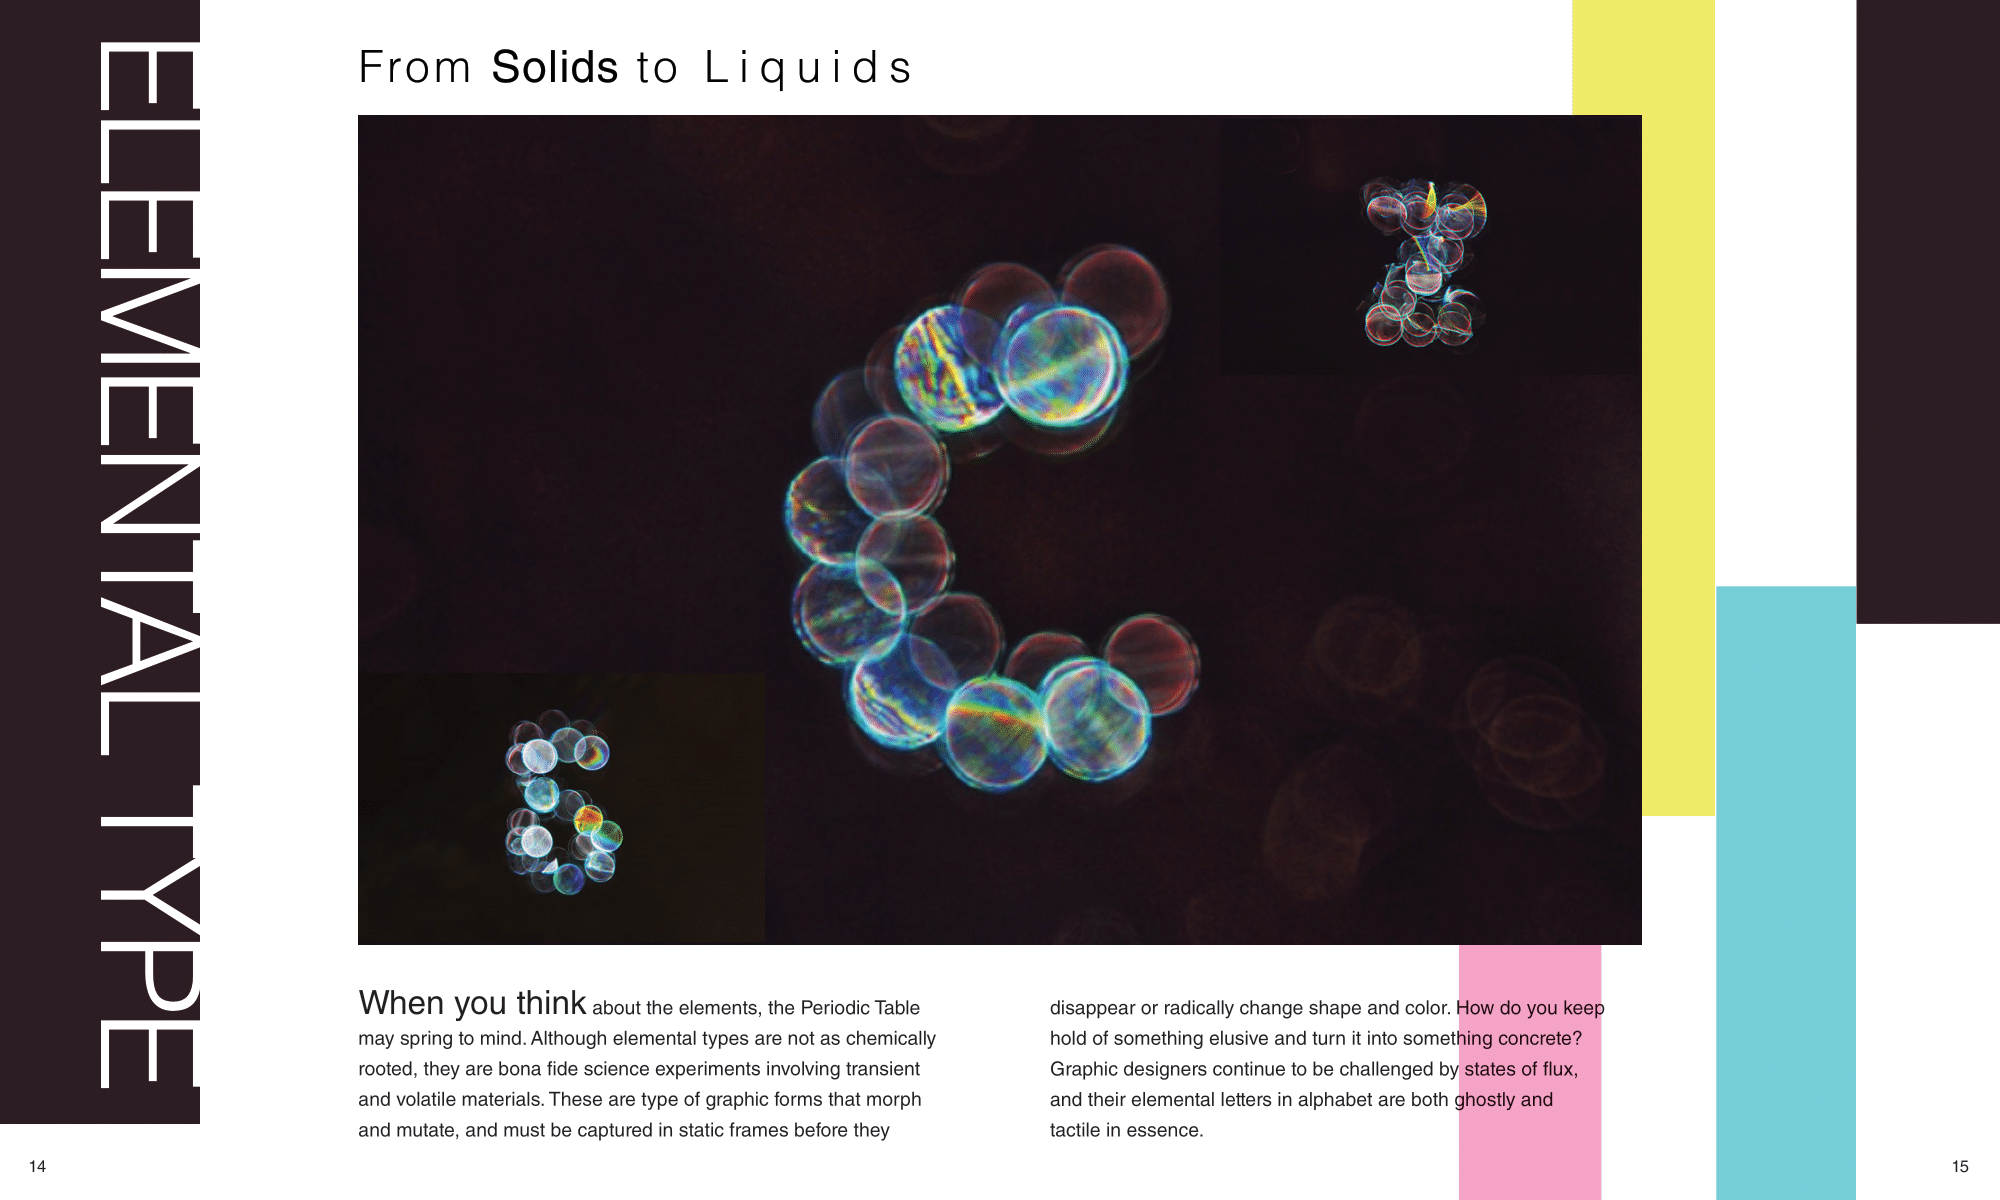 ELEMENTAL TYPE
From Solids to Liquids
C
Z
6
When you think about the elements, the Periodic Table
may spring to mind. Although elemental types are not as chemically
rooted, they are bona fide science experiments involving transient
and volatile materials. These are type of graphic forms that morph
and mutate, and must be captured in static frames before they
disappear or radically change shape and color. How do you keep
hold of something elusive and turn it into something concrete?
Graphic designers continue to be challenged by states of flux,
and their elemental letters in alphabet are both ghostly and
tactile in essence.
14
15